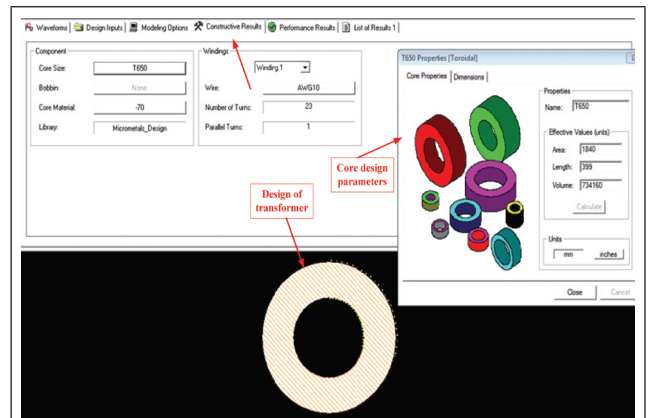 Waveforms Design Inputs Modeling Options Constructive Results Performance Results List of Results 1
Component
Core Size: T650
Bobbin: None
Core Material: -70
Library: Micrometals_Design
Windings
Winding 1
Wire: AWG10
Number of Turns: 23
Parallel Turns: 1
T650 Properties [Toroidal]
Core Properies Dimensions
Properties
Name: T650
Effective Values (units)
Area: 1840
Length: 399
Volume: 734160
Calculate
Units
mm inches
Close Cancel
Core design
parameters
Design of
transformer